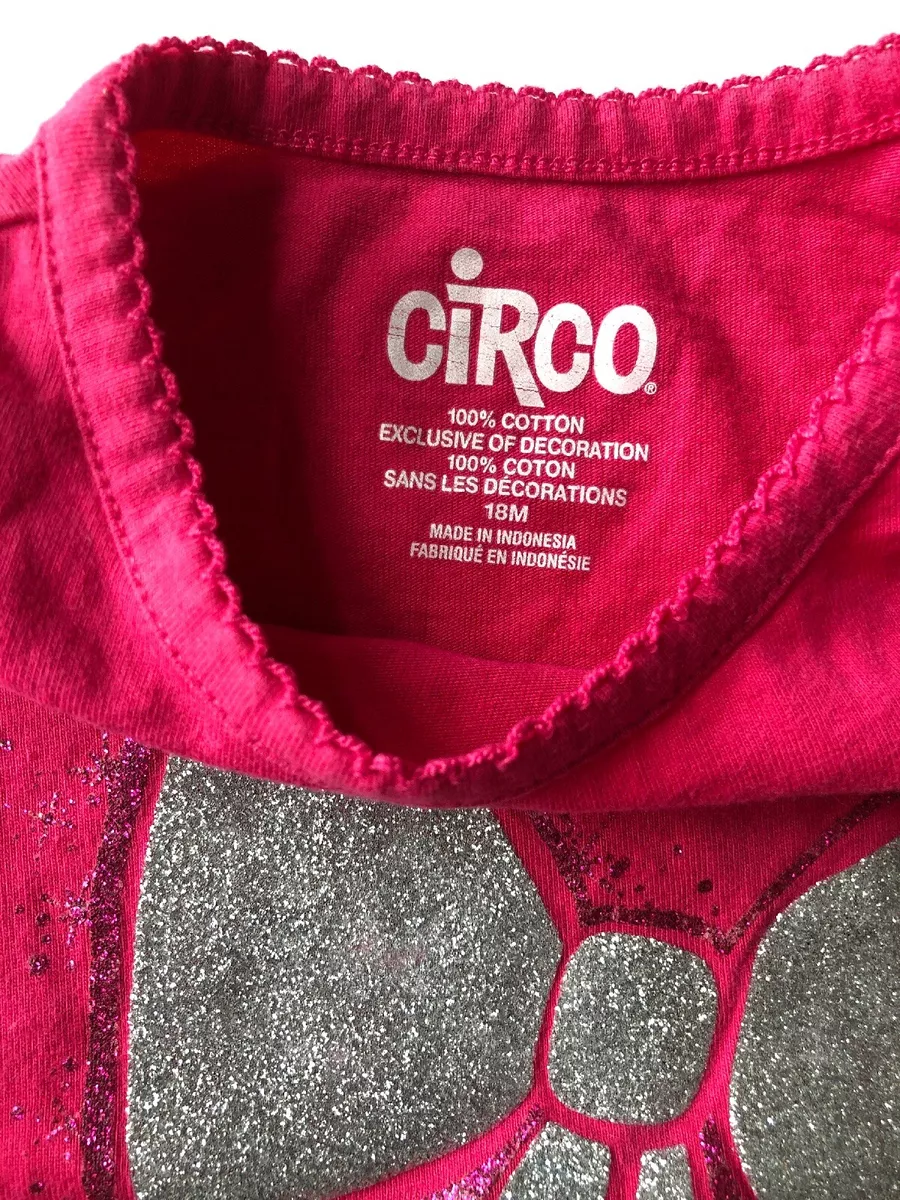 CiRCO®
100% COTTON
EXCLUSIVE OF DECORATION
100% COTON
SANS LES DÉCORATIONS
18M
MADE IN INDONESIA
FABRIQUÉ EN INDONÉSIE